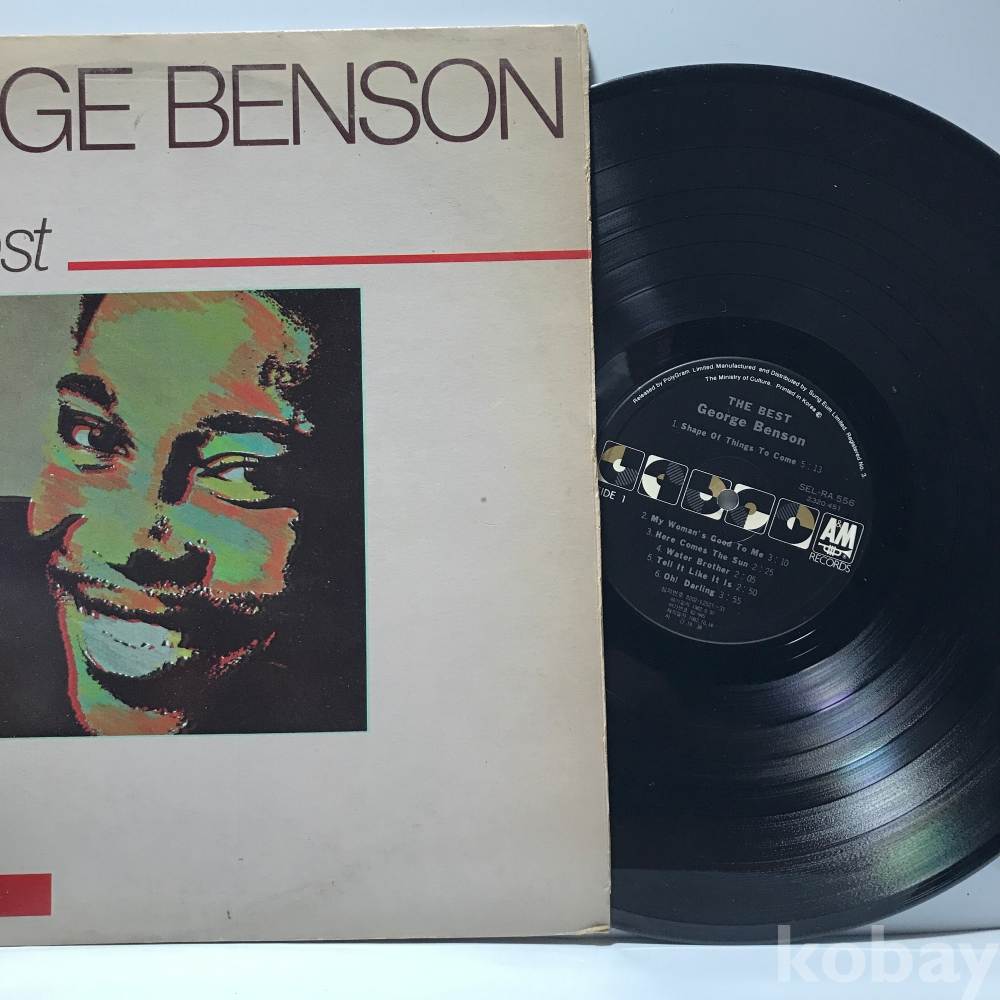 GE BENSON
st
Released by PolyGram Limited. Manufactured and Distributed by Sung Eum Limited. Registered No. 3
The Ministry of Culture. Printed in Korea ©
THE BEST
George Benson
1. Shape Of Things To Come 5:13
SEL-RA 556
2320 451
IDE 1
A&M
RECORDS
2. My Woman's Good To Me 3:10
3. Here Comes The Sun 2:25
4. Water Brother 2:05
5. Tell It Like It Is 2:50
6. Oh! Darling 3:55
kobay